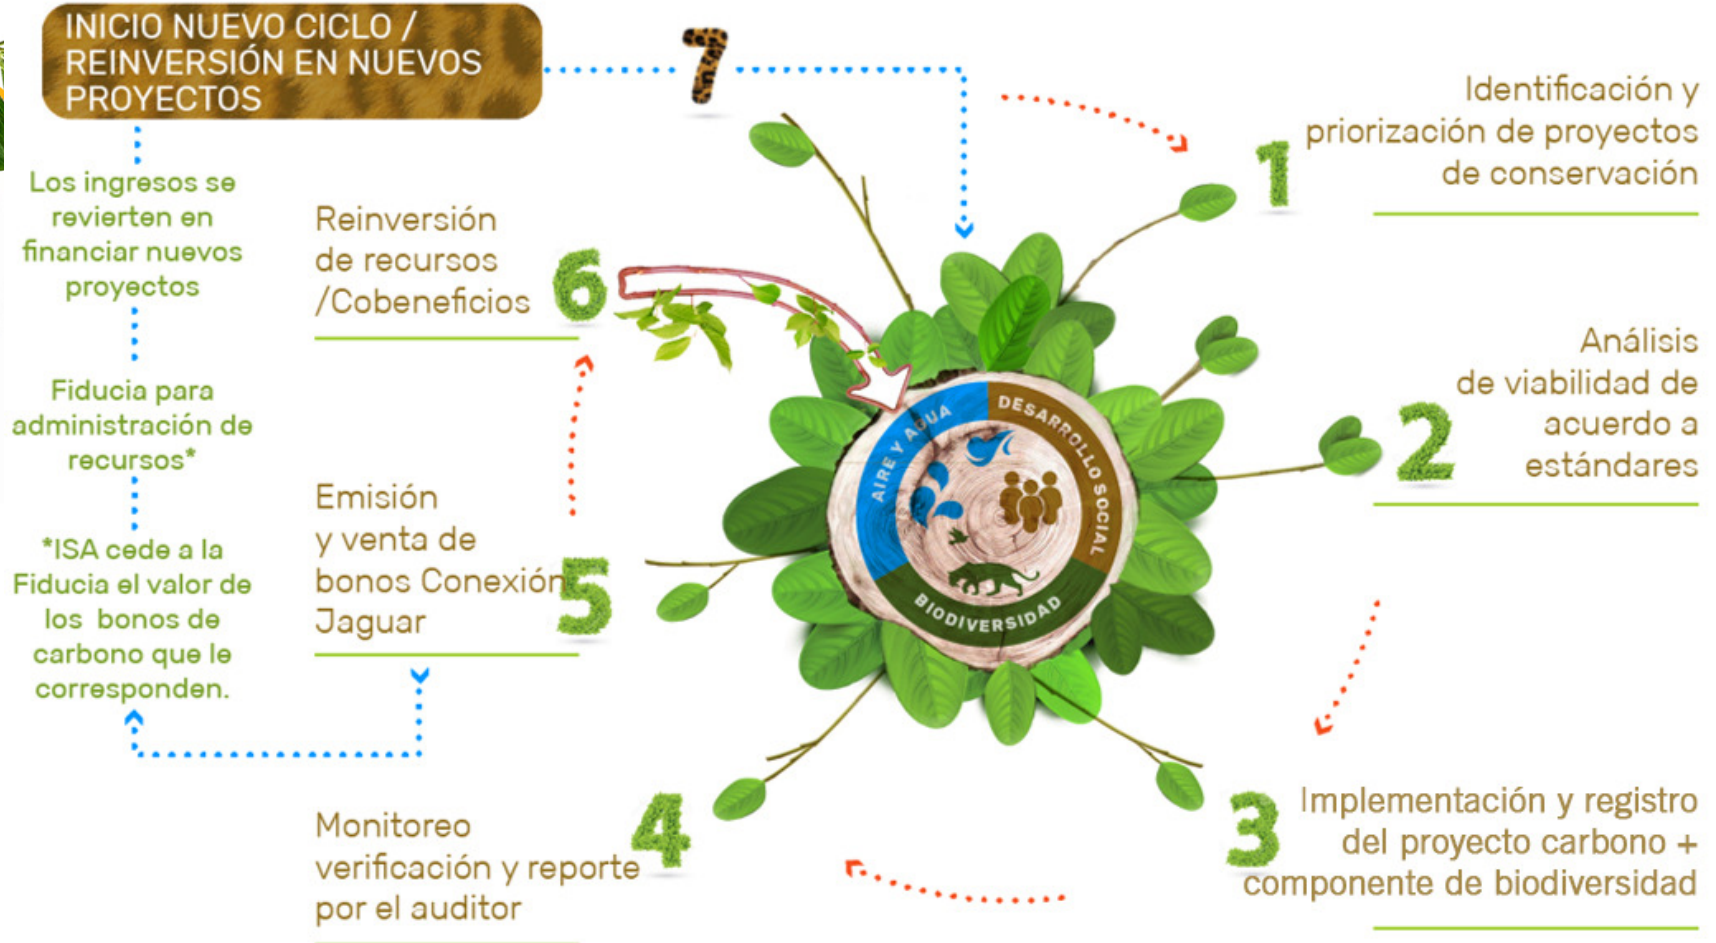 INICIO NUEVO CICLO /
REINVERSIÓN EN NUEVOS
PROYECTOS
7
Identificación y
priorización de proyectos
de conservación
1
Análisis
de viabilidad de
acuerdo a
estándares
2
Implementación y registro
del proyecto carbono +
componente de biodiversidad
3
Monitoreo
verificación y reporte
por el auditor
4
Emisión
y venta de
bonos Conexión
Jaguar
5
Reinversión
de recursos
/Cobeneficios
6
Los ingresos se
revierten en
financiar nuevos
proyectos
Fiducia para
administración de
recursos*
*ISA cede a la
Fiducia el valor de
los bonos de
carbono que le
corresponden.
AIRE Y AGUA
DESARROLLO SOCIAL
BIODIVERSIDAD